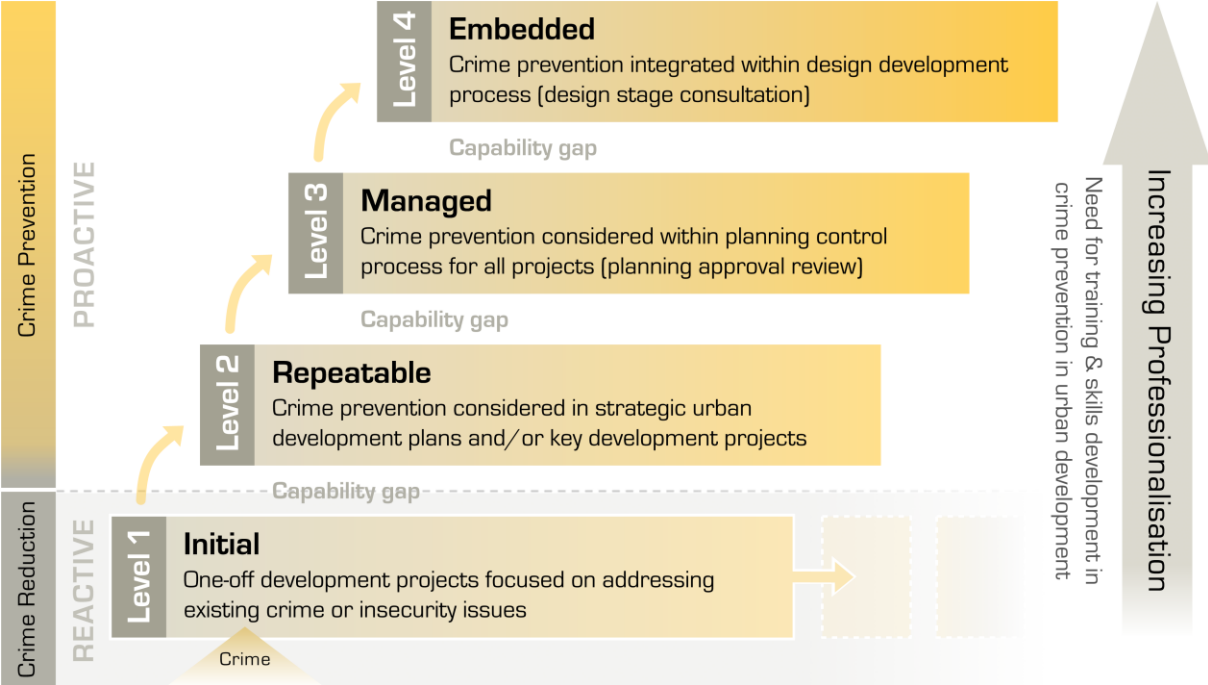 Level 4
Embedded
Crime prevention integrated within design development
process (design stage consultation)
Capability gap
Level 3
Managed
Crime prevention considered within planning control
process for all projects (planning approval review)
Capability gap
Level 2
Repeatable
Crime prevention considered in strategic urban
development plans and/or key development projects
Capability gap
Level 1
Initial
One-off development projects focused on addressing
existing crime or insecurity issues
Crime
Crime Prevention
PROACTIVE
Crime Reduction
REACTIVE
Need for training & skills development in
crime prevention in urban development
Increasing Professionalisation